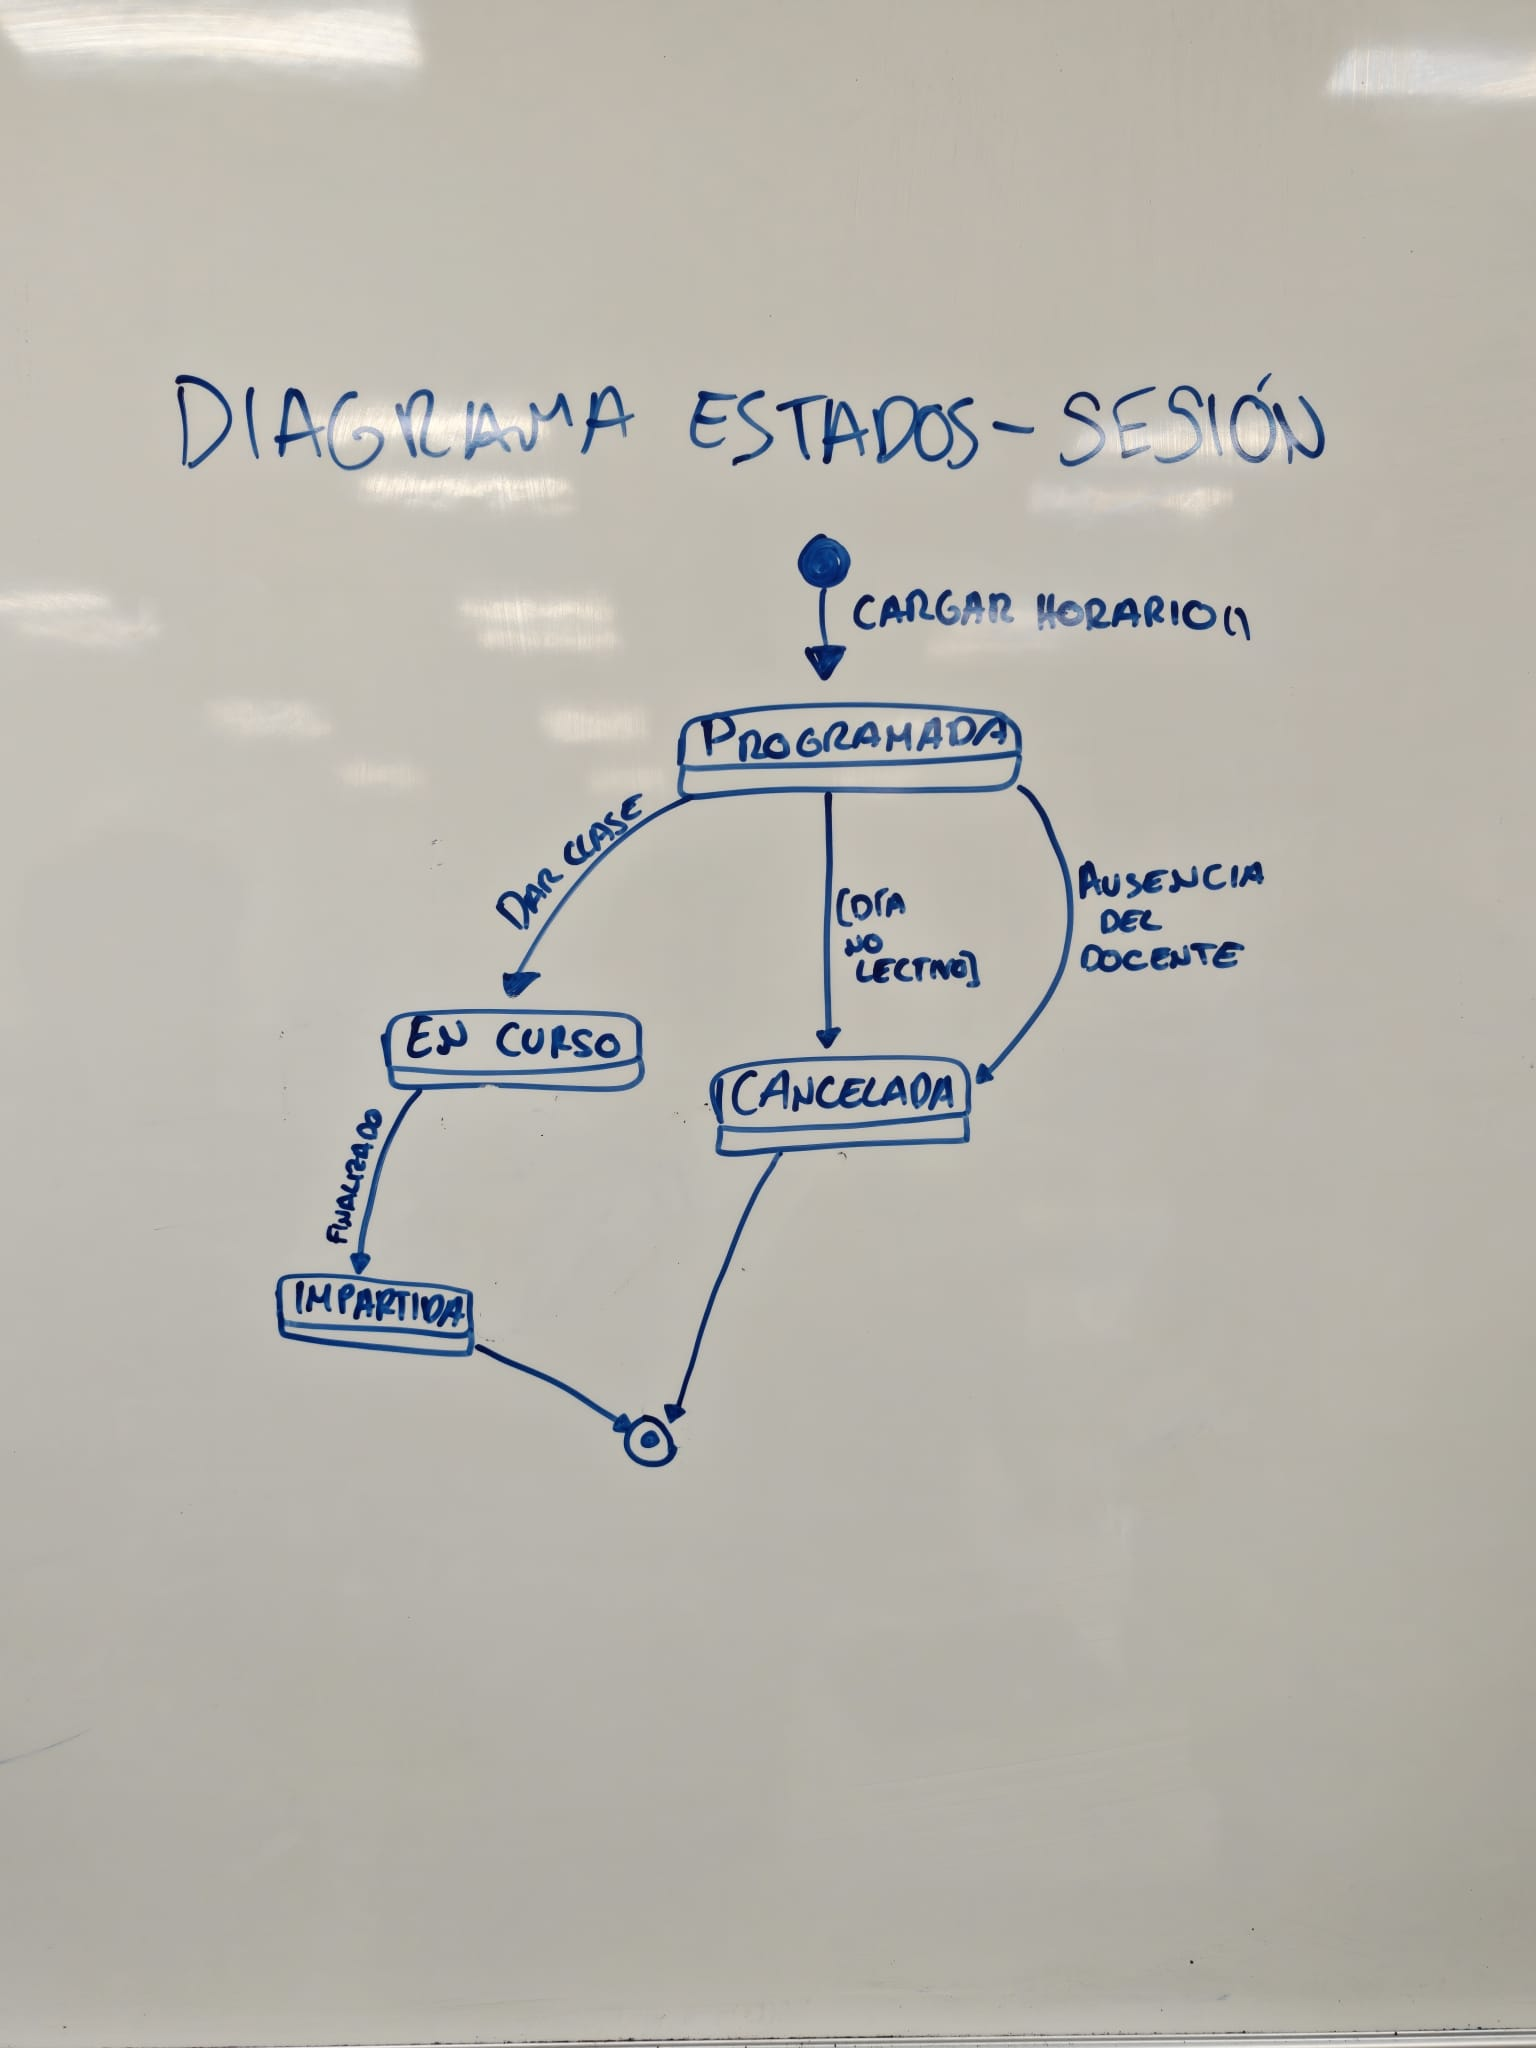 DIAGRAMA ESTADOS - SESIÓN
CARGAR HORARIO()
PROGRAMADA
DAR CLASE
[DÍA
NO
LECTIVO]
AUSENCIA
DEL
DOCENTE
EN CURSO
CANCELADA
FINALIZADO
IMPARTIDA